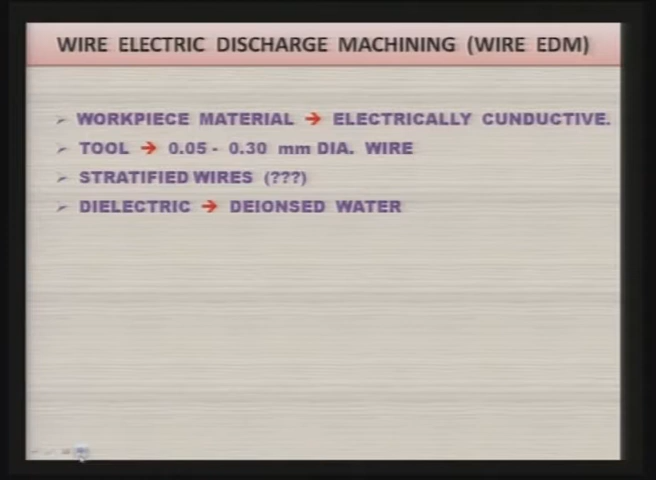 WIRE ELECTRIC DISCHARGE MACHINING (WIRE EDM)
➢ WORKPIECE MATERIAL → ELECTRICALLY CUNDUCTIVE.
➢ TOOL → 0.05 - 0.30 mm DIA. WIRE
➢ STRATIFIED WIRES (???)
➢ DIELECTRIC → DEIONSED WATER